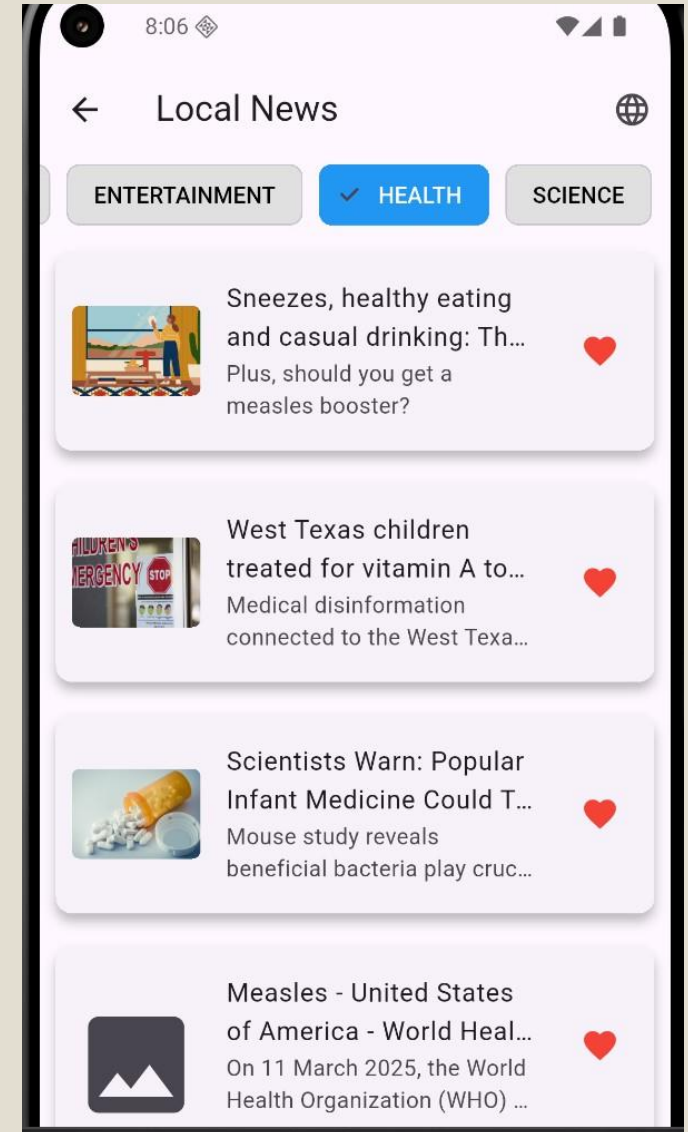 8:06
Local News
ENTERTAINMENT
HEALTH
SCIENCE
Sneezes, healthy eating
and casual drinking: Th...
Plus, should you get a
measles booster?
West Texas children
treated for vitamin A to...
Medical disinformation
connected to the West Texa...
Scientists Warn: Popular
Infant Medicine Could T...
Mouse study reveals
beneficial bacteria play cruc...
Measles - United States
of America - World Heal...
On 11 March 2025, the World
Health Organization (WHO) ...
STOP